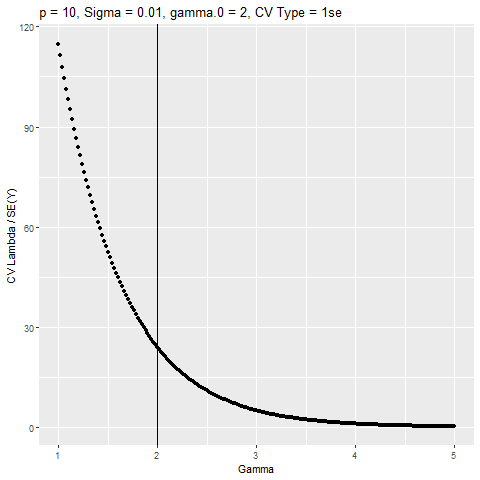 p = 10, Sigma = 0.01, gamma.0 = 2, CV Type = 1se
120
90
60
30
0
CV Lambda / SE(Y)
1 2 3 4 5
Gamma